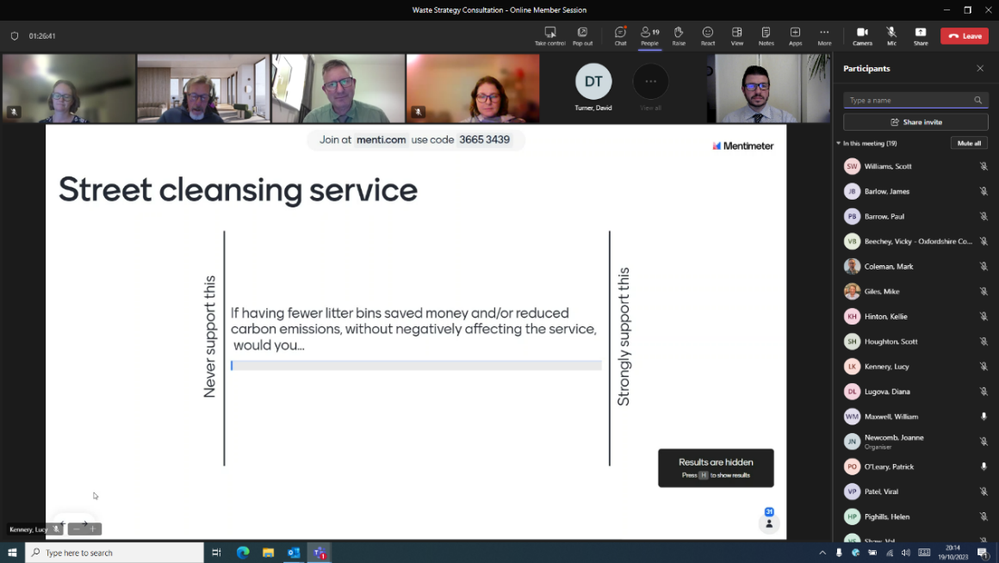 Waste Strategy Consultation - Online Member Session
01:26:41
Take control
Pop out
Chat
People
19
Raise
React
View
Notes
Apps
More
Camera
Mic
Share
Leave
DT
Turner, David
View all
Participants
Type a name
Share invite
In this meeting (19)
Mute all
SW Williams, Scott
JB Barlow, James
PB Barrow, Paul
VB Beechey, Vicky - Oxfordshire Co...
Coleman, Mark
Giles, Mike
KH Hinton, Kellie
SH Houghton, Scott
LK Kennery, Lucy
DL Lugova, Diana
WM Maxwell, William
JN Newcomb, Joanne
Organiser
PO O'Leary, Patrick
VP Patel, Viral
HP Pighills, Helen
VS Shaw, Val
Join at menti.com use code 3665 3439
Mentimeter
Street cleansing service
Never support this
If having fewer litter bins saved money and/or reduced
carbon emissions, without negatively affecting the service,
would you...
Strongly support this
Results are hidden
Press H to show results
31
Kennery, Lucy
Type here to search
1
20:14
19/10/2023
1